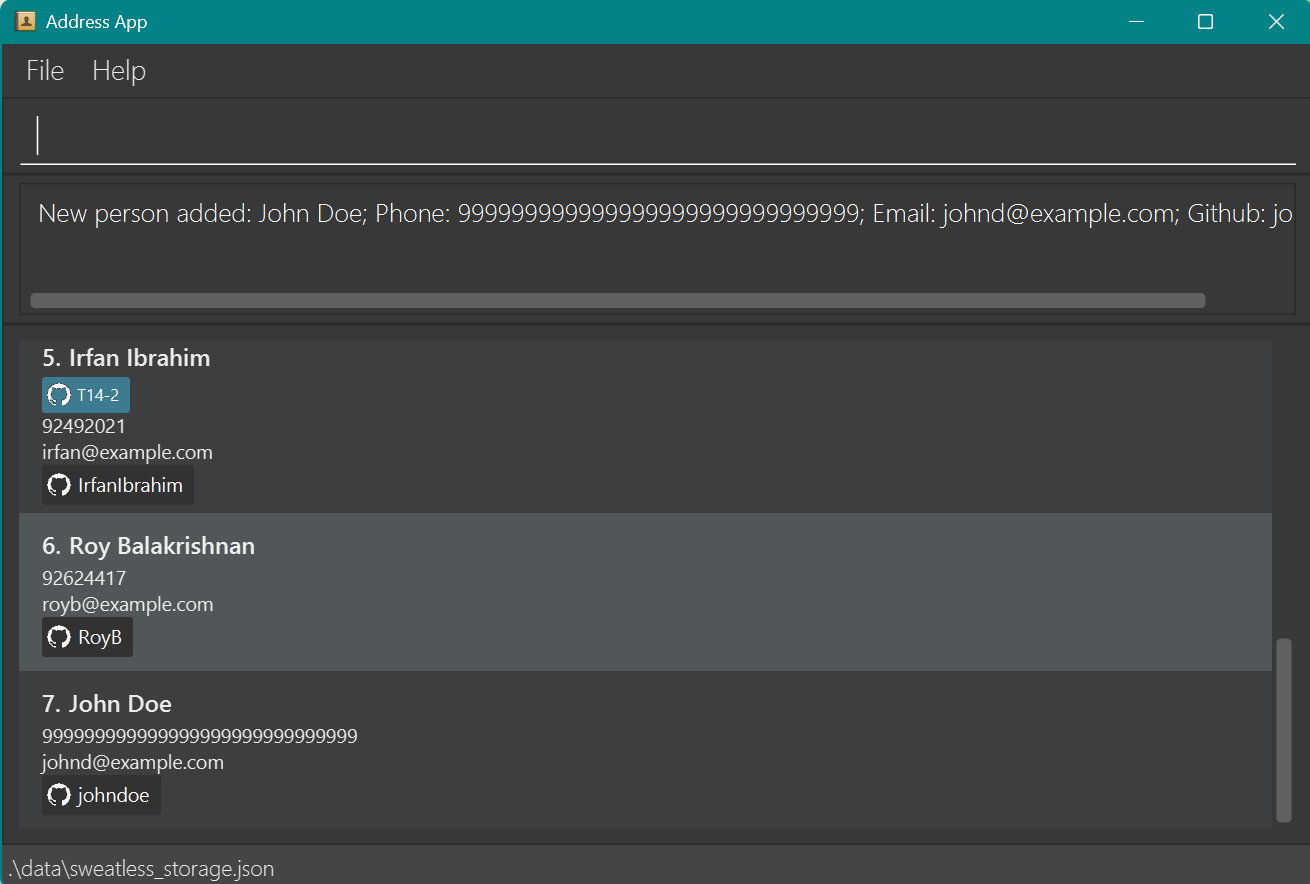 Address App
File Help
New person added: John Doe; Phone: 999999999999999999999999999999; Email: johnd@example.com; Github: jo
5. Irfan Ibrahim
T14-2
92492021
irfan@example.com
IrfanIbrahim
6. Roy Balakrishnan
92624417
royb@example.com
RoyB
7. John Doe
999999999999999999999999999999
johnd@example.com
johndoe
.\data\sweatless_storage.json